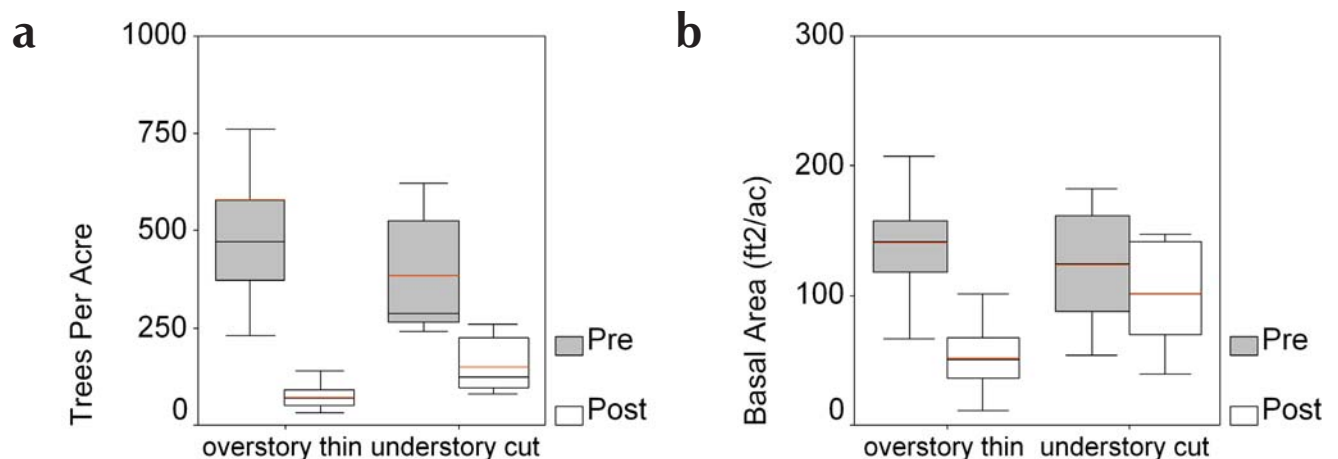 a
1000
750
500
250
0
Trees Per Acre
overstory thin understory cut
Pre
Post
b
300
200
100
0
Basal Area (ft2/ac)
overstory thin understory cut
Pre
Post